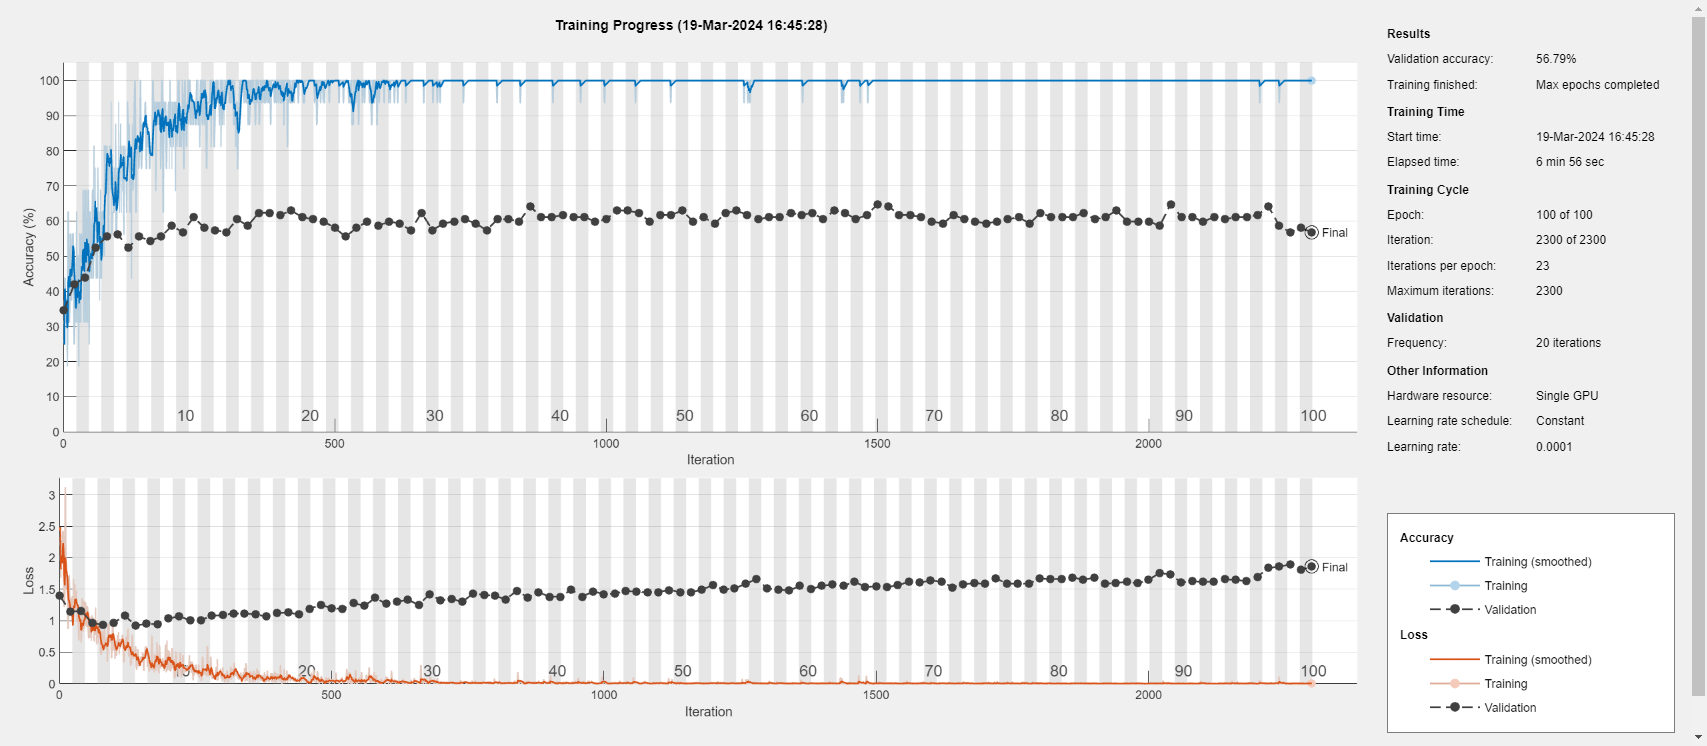 Training Progress (19-Mar-2024 16:45:28)
100
90
80
70
60
50
40
30
20
10
0
Accuracy (%)
Final
10 20 30 40 50 60 70 80 90 100
0 500 1000 1500 2000
Iteration
3
2.5
2
1.5
1
0.5
0
Loss
Final
20 30 40 50 60 70 80 90 100
0 500 1000 1500 2000
Iteration
Results
Validation accuracy: 56.79%
Training finished: Max epochs completed
Training Time
Start time: 19-Mar-2024 16:45:28
Elapsed time: 6 min 56 sec
Training Cycle
Epoch: 100 of 100
Iteration: 2300 of 2300
Iterations per epoch: 23
Maximum iterations: 2300
Validation
Frequency: 20 iterations
Other Information
Hardware resource: Single GPU
Learning rate schedule: Constant
Learning rate: 0.0001
Accuracy
Training (smoothed)
Training
Validation
Loss
Training (smoothed)
Training
Validation